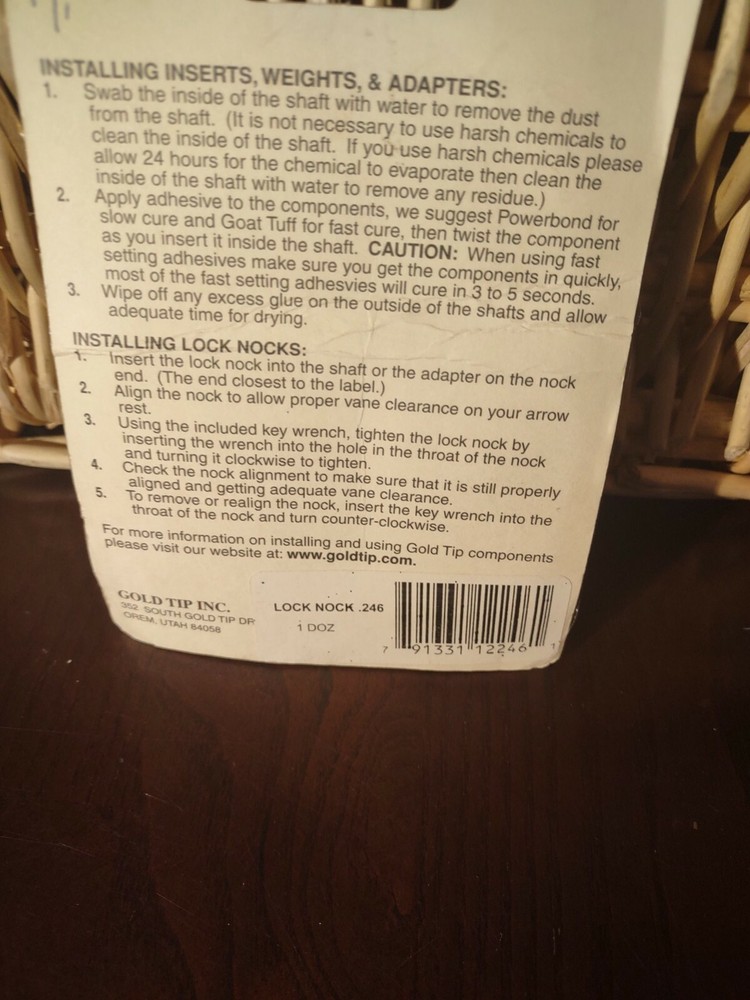 INSTALLING INSERTS, WEIGHTS, & ADAPTERS:
1. Swab the inside of the shaft with water to remove the dust
from the shaft. (It is not necessary to use harsh chemicals to
clean the inside of the shaft. If you use harsh chemicals please
allow 24 hours for the chemical to evaporate then clean the
inside of the shaft with water to remove any residue.)
2. Apply adhesive to the components, we suggest Powerbond for
slow cure and Goat Tuff for fast cure, then twist the component
as you insert it inside the shaft. CAUTION: When using fast
setting adhesives make sure you get the components in quickly,
most of the fast setting adhesvies will cure in 3 to 5 seconds.
3. Wipe off any excess glue on the outside of the shafts and allow
adequate time for drying.
INSTALLING LOCK NOCKS:
1. Insert the lock nock into the shaft or the adapter on the nock
end. (The end closest to the label.)
2. Align the nock to allow proper vane clearance on your arrow
rest.
3. Using the included key wrench, tighten the lock nock by
inserting the wrench into the hole in the throat of the nock
and turning it clockwise to tighten.
4. Check the nock alignment to make sure that it is still properly
aligned and getting adequate vane clearance.
5. To remove or realign the nock, insert the key wrench into the
throat of the nock and turn counter-clockwise.
For more information on installing and using Gold Tip components
please visit our website at: www.goldtip.com.
GOLD TIP INC.
352 SOUTH GOLD TIP DR
OREM, UTAH 84058
LOCK NOCK .246
1 DOZ
7 91331 12246 1